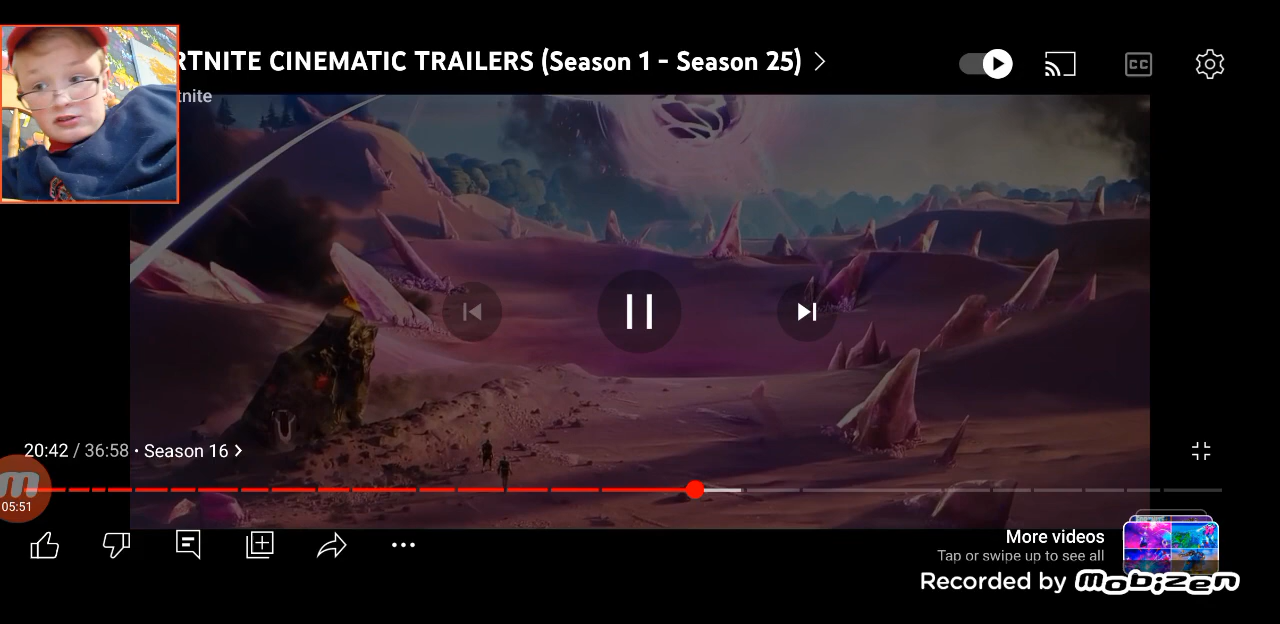 RTNITE CINEMATIC TRAILERS (Season 1 - Season 25)
tnite
CC
20:42 / 36:58 • Season 16
05:51
More videos
Tap or swipe up to see all
Recorded by Mobizen